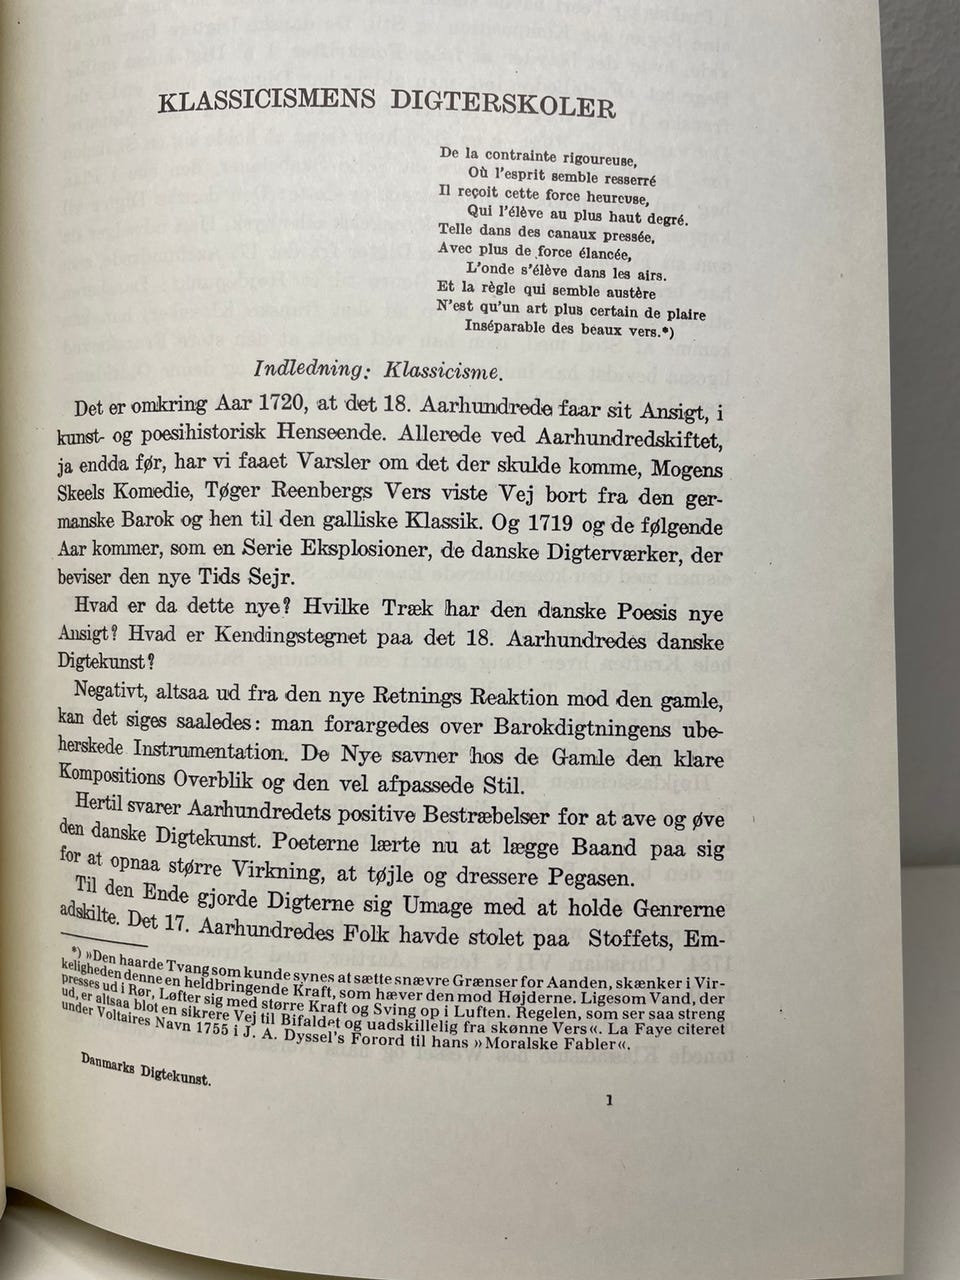 KLASSICISMENS DIGTERSKOLER
De la contrainte rigoureuse,
Où l'esprit semble resserré
Il reçoit cette force heureuse,
Qui l'élève au plus haut degré.
Telle dans des canaux pressée,
Avec plus de force élancée,
L'onde s'élève dans les airs.
Et la règle qui semble austère
N'est qu'un art plus certain de plaire
Inséparable des beaux vers.*)
Indledning: Klassicisme.
Det er omkring Aar 1720, at det 18. Aarhundrede faar sit Ansigt, i
kunst- og poesihistorisk Henseende. Allerede ved Aarhundredskiftet,
ja endda før, har vi faaet Varsler om det der skulde komme, Mogens
Skeels Komedie, Tøger Reenbergs Vers viste Vej bort fra den ger-
manske Barok og hen til den galliske Klassik. Og 1719 og de følgende
Aar kommer, som en Serie Eksplosioner, de danske Digterværker, der
beviser den nye Tids Sejr.
Hvad er da dette nye? Hvilke Træk har den danske Poesis nye
Ansigt? Hvad er Kendingstegnet paa det 18. Aarhundredes danske
Digtekunst?
Negativt, altsaa ud fra den nye Retnings Reaktion mod den gamle,
kan det siges saaledes: man forargedes over Barokdigtningens ube-
herskede Instrumentation. De Nye savner hos de Gamle den klare
Kompositions Overblik og den vel afpassede Stil.
Hertil svarer Aarhundredets positive Bestræbelser for at ave og øve
den danske Digtekunst. Poeterne lærte nu at lægge Baand paa sig
for at opnaa større Virkning, at tøjle og dressere Pegasen.
Til den Ende gjorde Digterne sig Umage med at holde Genrerne
adskilte. Det 17. Aarhundredes Folk havde stolet paa Stoffets, Em-
*) »Den haarde Tvang som kunde synes at sætte snævre Grænser for Aanden, skænker i Vir-
keligheden denne en heldbringende Kraft, som hæver den mod Højderne. Ligesom Vand, der
presses ud i Rør, Løfter sig med større Kraft og Sving op i Luften. Regelen, som ser saa streng
ud, er altsaa blot en sikrere Vej til Bifaldet og uadskillelig fra skønne Vers«. La Faye citeret
under Voltaires Navn 1755 i J. A. Dyssel's Forord til hans »Moralske Fabler«.
Danmarks Digtekunst.
1